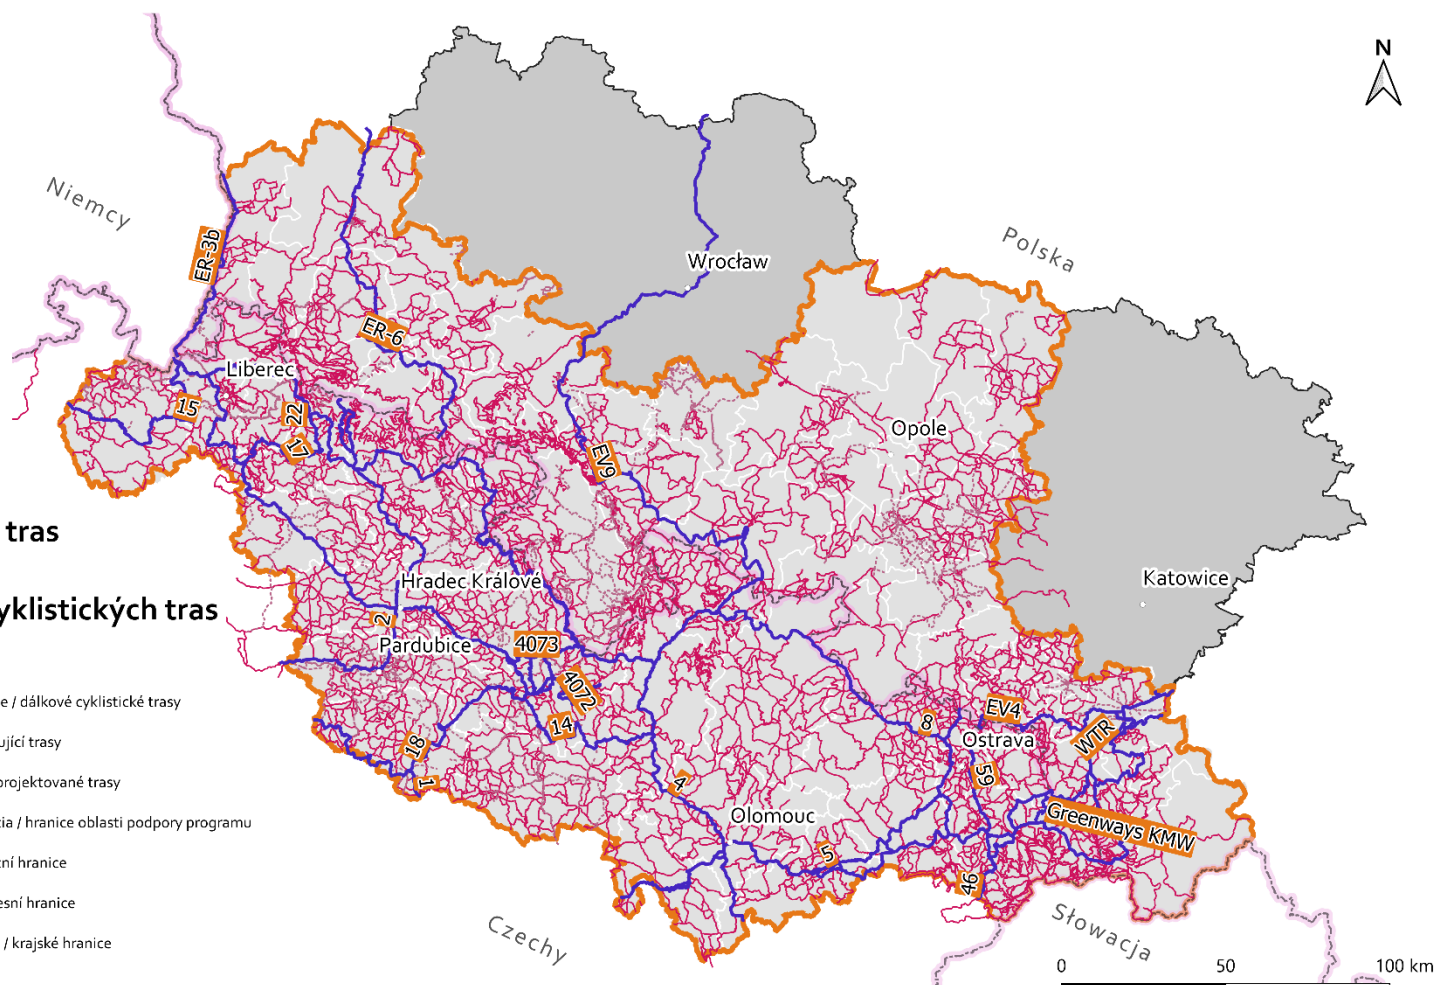 N
Niemcy
ER-3b
Polska
Wrocław
ER-6
Liberec
15
22
17
Opole
EV9
tras
Hradec Králové
Katowice
yklistických tras
2
Pardubice
4073
4072
e / dálkové cyklistické trasy
EV4
8
14
WTR
Ostrava
ující trasy
18
59
1
4
projektované trasy
Olomouc
Greenways KMW
cia / hranice oblasti podpory programu
5
ní hranice
46
esní hranice
Słowacja
Czechy
/ krajské hranice
0 50 100 km